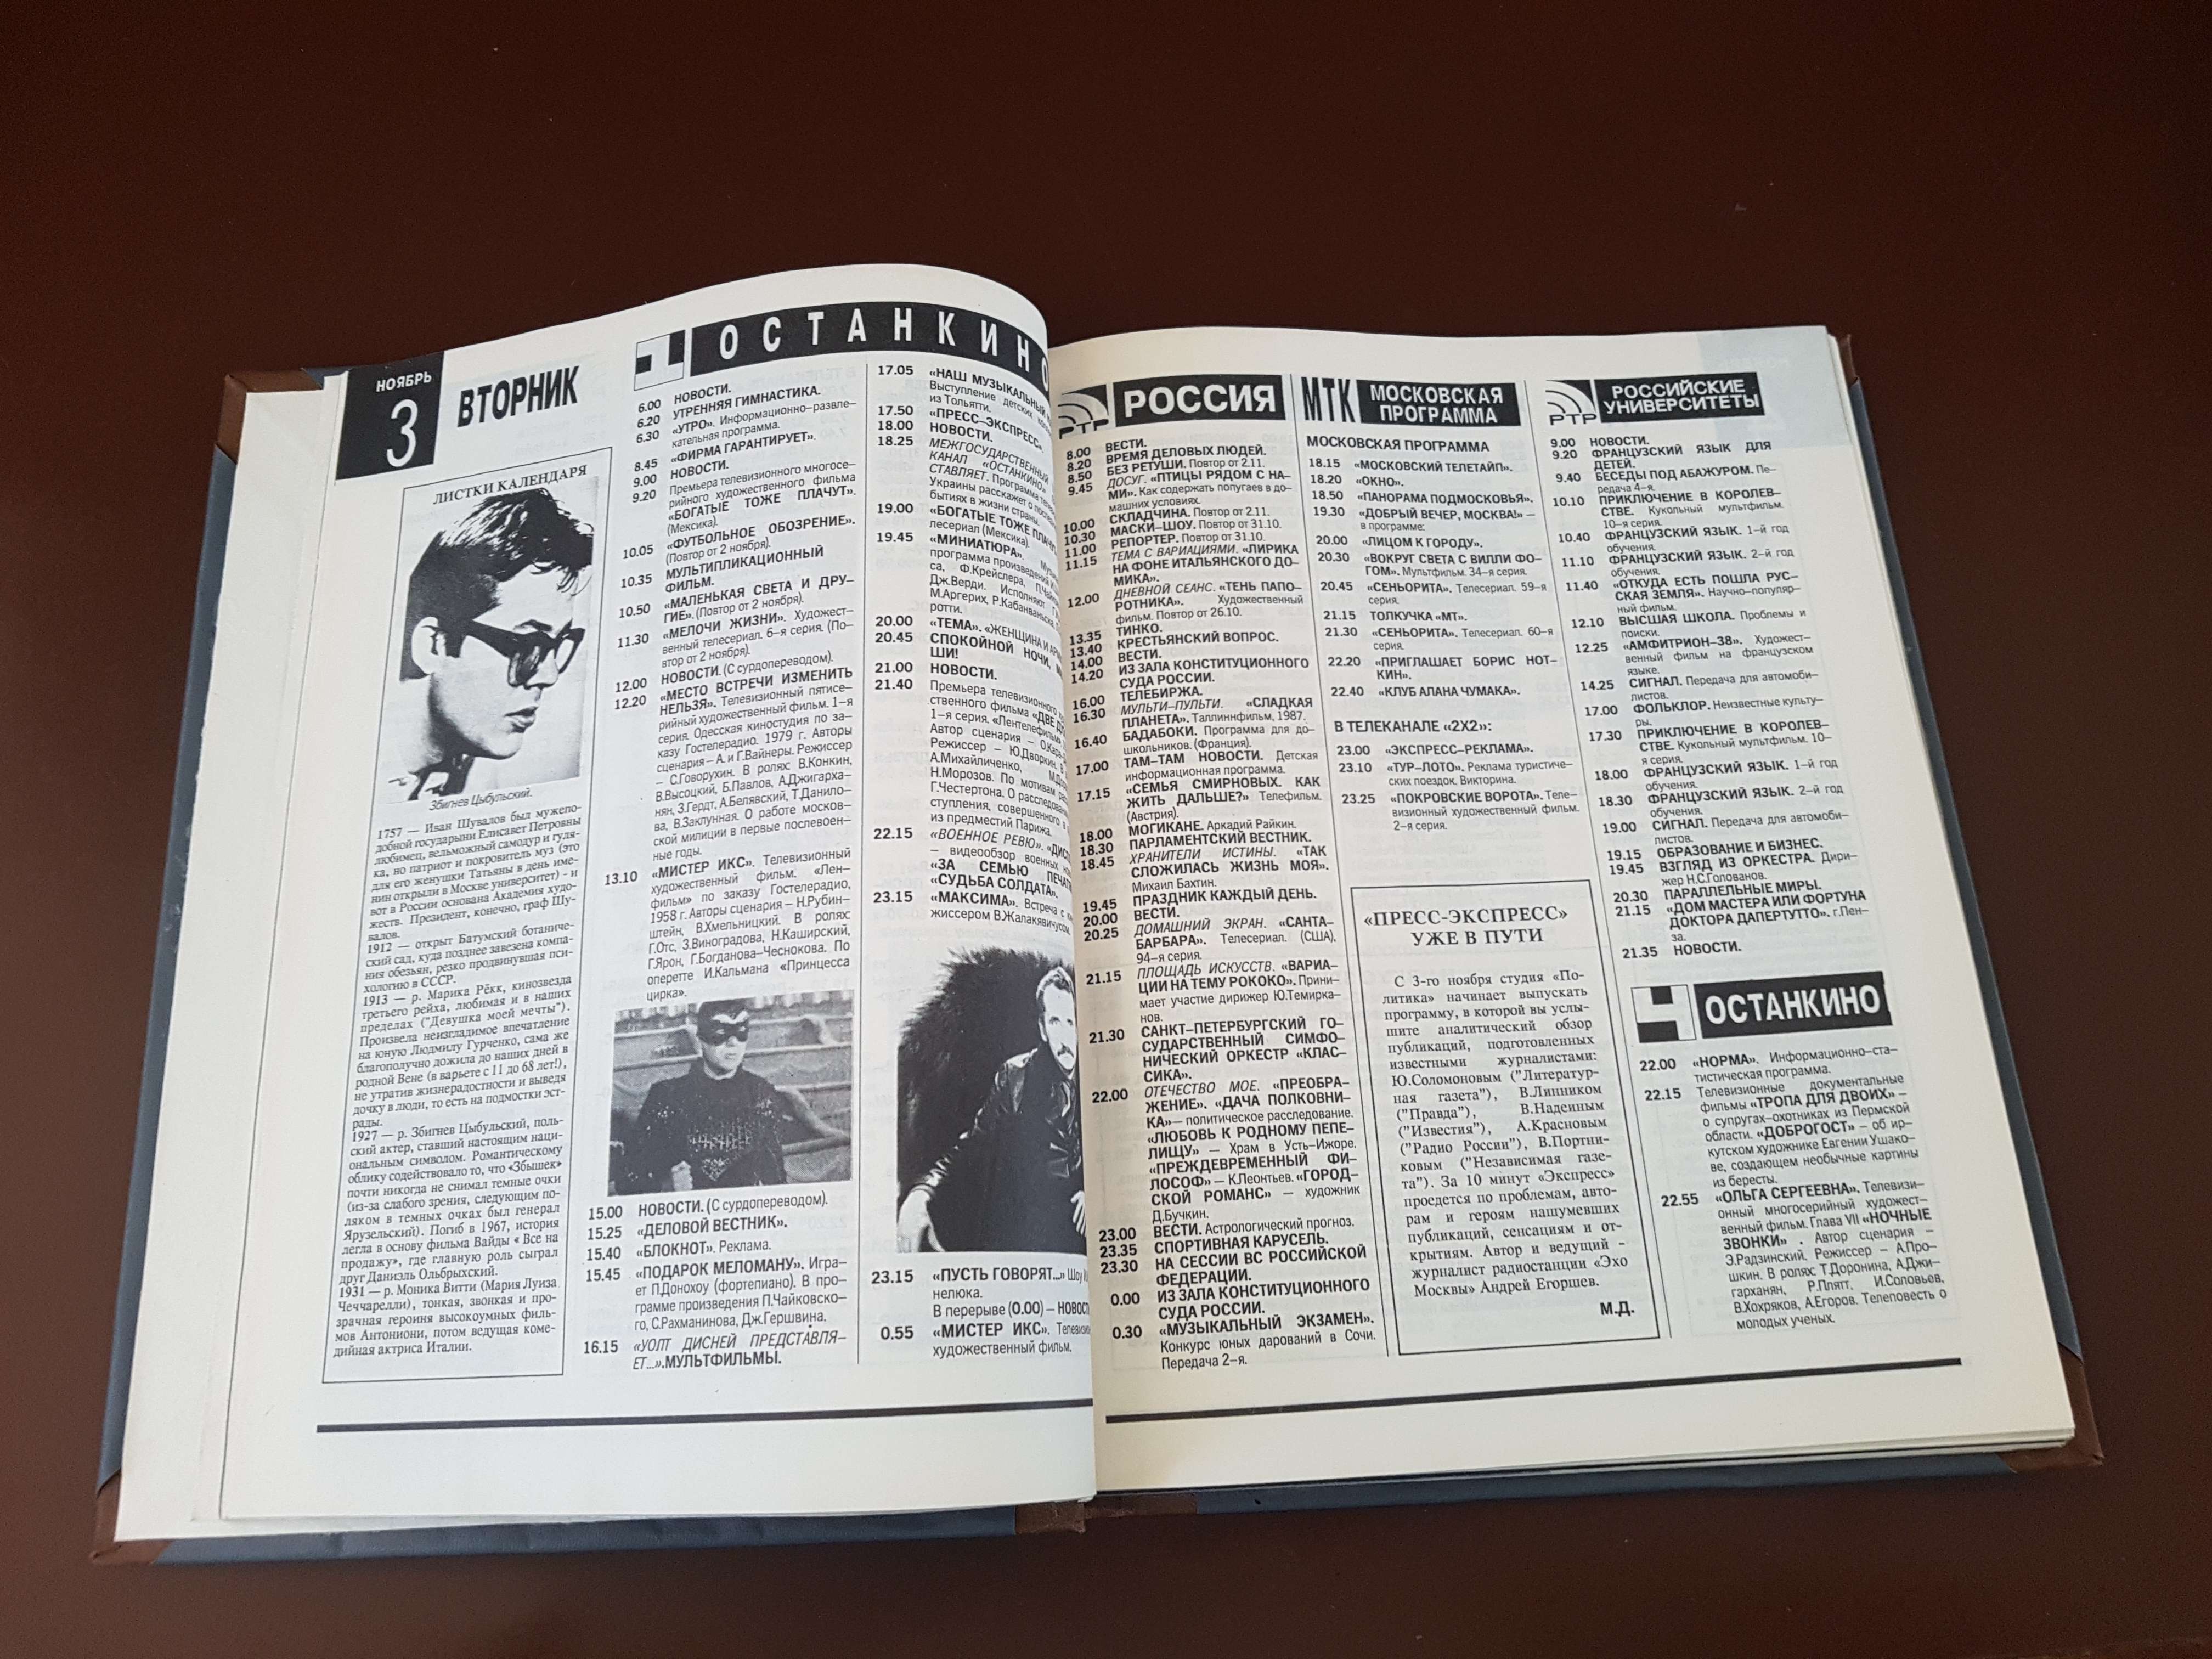 НОЯБРЬ
3
ВТОРНИК
ЛИСТКИ КАЛЕНДАРЯ
Збигнев Цыбульский.
1757 — Иван Шувалов был мужепо-
добной государыни Елисавет Петровны
любимец, вельможный самодур и гуля-
ка, но патриот и покровитель муз (это
для его женушки Татьяны в день име-
нин открыли в Москве университет) - и
вот в России основана Академия худо-
жеств. Президент, конечно, граф Шу-
валов.
1912 — открыт Батумский ботаниче-
ский сад, куда позднее завезена компа-
ния обезьян, резко продвинувшая пси-
хологию в СССР.
1913 — р. Марика Рёкк, кинозвезда
третьего рейха, любимая и в наших
пределах ("Девушка моей мечты").
Произвела неизгладимое впечатление
на юную Людмилу Гурченко, сама же
благополучно дожила до наших дней в
родной Вене (в варьете с 11 до 68 лет!),
не утратив жизнерадостности и выведя
дочку в люди, то есть на подмостки эст-
рады.
1927 — р. Збигнев Цыбульский, поль-
ский актер, ставший настоящим наци-
ональным символом. Романтическому
облику содействовало то, что «Збышек»
почти никогда не снимал темные очки
(из-за слабого зрения, следующим по-
ляком в темных очках был генерал
Ярузельский). Погиб в 1967, история
легла в основу фильма Вайды « Все на
продажу», где главную роль сыграл
друг Даниэль Ольбрыхский.
1931 — р. Моника Витти (Мария Луиза
Чеччарелли), тонкая, звонкая и про-
зрачная героиня высокоумных филь-
мов Антониони, потом ведущая коме-
дийная актриса Италии.
1 ОСТАНКИНО
6.00 НОВОСТИ.
6.20 УТРЕННЯЯ ГИМНАСТИКА.
6.30 «УТРО». Информационно–развле-
кательная программа.
8.45 «ФИРМА ГАРАНТИРУЕТ».
9.00 НОВОСТИ.
9.20 Премьера телевизионного многосе-
рийного художественного фильма
«БОГАТЫЕ ТОЖЕ ПЛАЧУТ».
(Мексика).
10.05 «ФУТБОЛЬНОЕ ОБОЗРЕНИЕ».
(Повтор от 2 ноября).
10.35 МУЛЬТИПЛИКАЦИОННЫЙ
ФИЛЬМ.
10.50 «МАЛЕНЬКАЯ СВЕТА И ДРУ-
ГИЕ». (Повтор от 2 ноября).
11.30 «МЕЛОЧИ ЖИЗНИ». Художест-
венный телесериал. 6–я серия. (По-
втор от 2 ноября).
12.00 НОВОСТИ. (С сурдопереводом).
12.20 «МЕСТО ВСТРЕЧИ ИЗМЕНИТЬ
НЕЛЬЗЯ». Телевизионный пятисе-
рийный художественный фильм. 1–я
серия. Одесская киностудия по за-
казу Гостелерадио. 1979 г. Авторы
сценария – А. и Г.Вайнеры. Режиссер
– С.Говорухин. В ролях: В.Конкин,
В.Высоцкий, Б.Павлов, А.Джигарха-
нян, З.Гердт, А.Белявский, Т.Данило-
ва, В.Заклунная. О работе москов-
ской милиции в первые послевоен-
ные годы.
13.10 «МИСТЕР ИКС». Телевизионный
художественный фильм. «Лен-
фильм» по заказу Гостелерадио,
1958 г. Авторы сценария – Н.Рубин-
штейн, В.Хмельницкий. В ролях:
Г.Отс, З.Виноградова, Н.Каширский,
Г.Ярон, Г.Богданова–Чеснокова. По
оперетте И.Кальмана «Принцесса
цирка».
15.00 НОВОСТИ. (С сурдопереводом).
15.25 «ДЕЛОВОЙ ВЕСТНИК».
15.40 «БЛОКНОТ». Реклама.
15.45 «ПОДАРОК МЕЛОМАНУ». Игра-
ет П.Донохоу (фортепиано). В про-
грамме произведения П.Чайковско-
го, С.Рахманинова, Дж.Гершвина.
16.15 «УОЛТ ДИСНЕЙ ПРЕДСТАВЛЯ-
ЕТ...».МУЛЬТФИЛЬМЫ.
17.05 «НАШ МУЗЫКАЛЬНЫЙ
Выступление детских
из Тольятти.
17.50 «ПРЕСС–ЭКСПРЕСС».
18.00 НОВОСТИ.
18.25 МЕЖГОСУДАРСТВЕННЫЙ
КАНАЛ «ОСТАНКИНО»
СТАВЛЯЕТ. Программа
Украины расскажет о
бытиях в жизни страны.
19.00 «БОГАТЫЕ ТОЖЕ
лесериал (Мексика).
19.45 «МИНИАТЮРА».
программа произведений
са, Ф.Крейслера,
Дж.Верди. Исполняют
М.Аргерих, Р.Кабаиванска,
ротти.
20.00 «ТЕМА». «ЖЕНЩИНА И
20.45 СПОКОЙНОЙ НОЧИ,
ШИ!
21.00 НОВОСТИ.
21.40 Премьера телевизионного
ственного фильма «ДВЕ
1–я серия. «Лентелефильм»
Автор сценария –
Режиссер – Ю.Дворкин.
А.Михайличенко,
Н.Морозов. По мотивам
Г.Честертона. О
ступления, совершенного
из предместий Парижа.
22.15 «ВОЕННОЕ РЕВЮ».
– видеообзор военных
«ЗА СЕМЬЮ
«СУДЬБА СОЛДАТА».
23.15 «МАКСИМА». Встреча с
жиссером В.Жалакявичусом.
23.15 «ПУСТЬ ГОВОРЯТ...» Шоу
нелюка.
В перерыве (0.00) – НОВОСТИ
0.55 «МИСТЕР ИКС».
художественный фильм.
РТР РОССИЯ
8.00 ВЕСТИ.
8.20 ВРЕМЯ ДЕЛОВЫХ ЛЮДЕЙ.
8.50 БЕЗ РЕТУШИ. Повтор от 2.11.
9.45 ДОСУГ. «ПТИЦЫ РЯДОМ С НА-
МИ». Как содержать попугаев в до-
машних условиях.
10.00 СКЛАДЧИНА. Повтор от 2.11.
10.30 МАСКИ–ШОУ. Повтор от 31.10.
11.00 РЕПОРТЕР. Повтор от 31.10.
11.15 ТЕМА С ВАРИАЦИЯМИ. «ЛИРИКА
НА ФОНЕ ИТАЛЬЯНСКОГО ДО-
МИКА».
12.00 ДНЕВНОЙ СЕАНС. «ТЕНЬ ПАПО-
РОТНИКА». Художественный
фильм. Повтор от 26.10.
13.35 ТИНКО.
13.40 КРЕСТЬЯНСКИЙ ВОПРОС.
14.00 ВЕСТИ.
14.20 ИЗ ЗАЛА КОНСТИТУЦИОННОГО
СУДА РОССИИ.
16.00 ТЕЛЕБИРЖА.
16.30 МУЛЬТИ–ПУЛЬТИ. «СЛАДКАЯ
ПЛАНЕТА». Таллиннфильм, 1987.
16.40 БАДАБОКИ. Программа для до-
школьников. (Франция).
17.00 ТАМ–ТАМ НОВОСТИ. Детская
информационная программа.
17.15 «СЕМЬЯ СМИРНОВЫХ. КАК
ЖИТЬ ДАЛЬШЕ?» Телефильм.
(Австрия).
18.00 МОГИКАНЕ. Аркадий Райкин.
18.30 ПАРЛАМЕНТСКИЙ ВЕСТНИК.
18.45 ХРАНИТЕЛИ ИСТИНЫ. «ТАК
СЛОЖИЛАСЬ ЖИЗНЬ МОЯ».
Михаил Бахтин.
19.45 ПРАЗДНИК КАЖДЫЙ ДЕНЬ.
20.00 ВЕСТИ.
20.25 ДОМАШНИЙ ЭКРАН. «САНТА-
БАРБАРА». Телесериал. (США).
94–я серия.
21.15 ПЛОЩАДЬ ИСКУССТВ. «ВАРИА-
ЦИИ НА ТЕМУ РОКОКО». Прини-
мает участие дирижер Ю.Темирка-
нов.
21.30 САНКТ–ПЕТЕРБУРГСКИЙ ГО-
СУДАРСТВЕННЫЙ СИМФО-
НИЧЕСКИЙ ОРКЕСТР «КЛАС-
СИКА».
22.00 ОТЕЧЕСТВО МОЕ. «ПРЕОБРА-
ЖЕНИЕ». «ДАЧА ПОЛКОВНИ-
КА»— политическое расследование.
«ЛЮБОВЬ К РОДНОМУ ПЕПЕ-
ЛИЩУ» — Храм в Усть–Ижоре.
«ПРЕЖДЕВРЕМЕННЫЙ ФИ-
ЛОСОФ» – К.Леонтьев. «ГОРОД-
СКОЙ РОМАНС» — художник
Д.Бучкин.
23.00 ВЕСТИ. Астрологический прогноз.
23.35 СПОРТИВНАЯ КАРУСЕЛЬ.
23.30 НА СЕССИИ ВС РОССИЙСКОЙ
ФЕДЕРАЦИИ.
0.00 ИЗ ЗАЛА КОНСТИТУЦИОННОГО
СУДА РОССИИ.
0.30 «МУЗЫКАЛЬНЫЙ ЭКЗАМЕН».
Конкурс юных дарований в Сочи.
Передача 2–я.
МТК МОСКОВСКАЯ
ПРОГРАММА
МОСКОВСКАЯ ПРОГРАММА
18.15 «МОСКОВСКИЙ ТЕЛЕТАЙП».
18.20 «ОКНО».
18.50 «ПАНОРАМА ПОДМОСКОВЬЯ».
19.30 «ДОБРЫЙ ВЕЧЕР, МОСКВА!» —
в программе:
20.00 «ЛИЦОМ К ГОРОДУ».
20.30 «ВОКРУГ СВЕТА С ВИЛЛИ ФО-
ГОМ». Мультфильм. 34–я серия.
20.45 «СЕНЬОРИТА». Телесериал. 59–я
серия.
21.15 ТОЛКУЧКА «МТ».
21.30 «СЕНЬОРИТА». Телесериал. 60–я
серия.
22.20 «ПРИГЛАШАЕТ БОРИС НОТ-
КИН».
22.40 «КЛУБ АЛАНА ЧУМАКА».
В ТЕЛЕКАНАЛЕ «2Х2»:
23.00 «ЭКСПРЕСС–РЕКЛАМА».
23.10 «ТУР–ЛОТО». Реклама туристиче-
ских поездок. Викторина.
23.25 «ПОКРОВСКИЕ ВОРОТА». Теле-
визионный художественный фильм.
2–я серия.
«ПРЕСС-ЭКСПРЕСС»
УЖЕ В ПУТИ
С 3-го ноября студия «По-
литика» начинает выпускать
программу, в которой вы услы-
шите аналитический обзор
публикаций, подготовленных
известными журналистами:
Ю.Соломоновым ("Литератур-
ная газета"), В.Линником
("Правда"), В.Надеиным
("Известия"), А.Красновым
("Радио России"), В.Портни-
ковым ("Независимая газе-
та"). За 10 минут «Экспресс»
проедется по проблемам, авто-
рам и героям нашумевших
публикаций, сенсациям и от-
крытиям. Автор и ведущий -
журналист радиостанции «Эхо
Москвы» Андрей Егоршев.
М.Д.
РТР РОССИЙСКИЕ
УНИВЕРСИТЕТЫ
9.00 НОВОСТИ.
9.20 ФРАНЦУЗСКИЙ ЯЗЫК ДЛЯ
ДЕТЕЙ.
9.40 БЕСЕДЫ ПОД АБАЖУРОМ. Пе-
редача 4–я.
10.10 ПРИКЛЮЧЕНИЕ В КОРОЛЕВ-
СТВЕ. Кукольный мультфильм.
10–я серия.
10.40 ФРАНЦУЗСКИЙ ЯЗЫК. 1–й год
обучения.
11.10 ФРАНЦУЗСКИЙ ЯЗЫК. 2–й год
обучения.
11.40 «ОТКУДА ЕСТЬ ПОШЛА РУС-
СКАЯ ЗЕМЛЯ». Научно–популяр-
ный фильм.
12.10 ВЫСШАЯ ШКОЛА. Проблемы и
поиски.
12.25 «АМФИТРИОН–38». Художест-
венный фильм на французском
языке.
14.25 СИГНАЛ. Передача для автомоби-
листов.
17.00 ФОЛЬКЛОР. Неизвестные культу-
ры.
17.30 ПРИКЛЮЧЕНИЕ В КОРОЛЕВ-
СТВЕ. Кукольный мультфильм. 10–
я серия.
18.00 ФРАНЦУЗСКИЙ ЯЗЫК. 1–й год
обучения.
18.30 ФРАНЦУЗСКИЙ ЯЗЫК. 2–й год
обучения.
19.00 СИГНАЛ. Передача для автомоби-
листов.
19.15 ОБРАЗОВАНИЕ И БИЗНЕС.
19.45 ВЗГЛЯД ИЗ ОРКЕСТРА. Дири-
жер Н.С.Голованов.
20.30 ПАРАЛЛЕЛЬНЫЕ МИРЫ.
21.15 «ДОМ МАСТЕРА ИЛИ ФОРТУНА
ДОКТОРА ДАПЕРТУТТО». г.Пен-
за.
21.35 НОВОСТИ.
4 ОСТАНКИНО
22.00 «НОРМА». Информационно–ста-
тистическая программа.
22.15 Телевизионные документальные
фильмы «ТРОПА ДЛЯ ДВОИХ» –
о супругах–охотниках из Пермской
области. «ДОБРОГОСТ» – об ир-
кутском художнике Евгении Ушако-
ве, создающем необычные картины
из бересты.
22.55 «ОЛЬГА СЕРГЕЕВНА». Телевизи-
онный многосерийный художест-
венный фильм. Глава VII «НОЧНЫЕ
ЗВОНКИ» . Автор сценария –
Э.Радзинский. Режиссер – А.Про-
шкин. В ролях: Т.Доронина, А.Джи-
гарханян, Р.Плятт, И.Соловьев,
В.Хохряков, А.Егоров. Телеповесть о
молодых ученых.